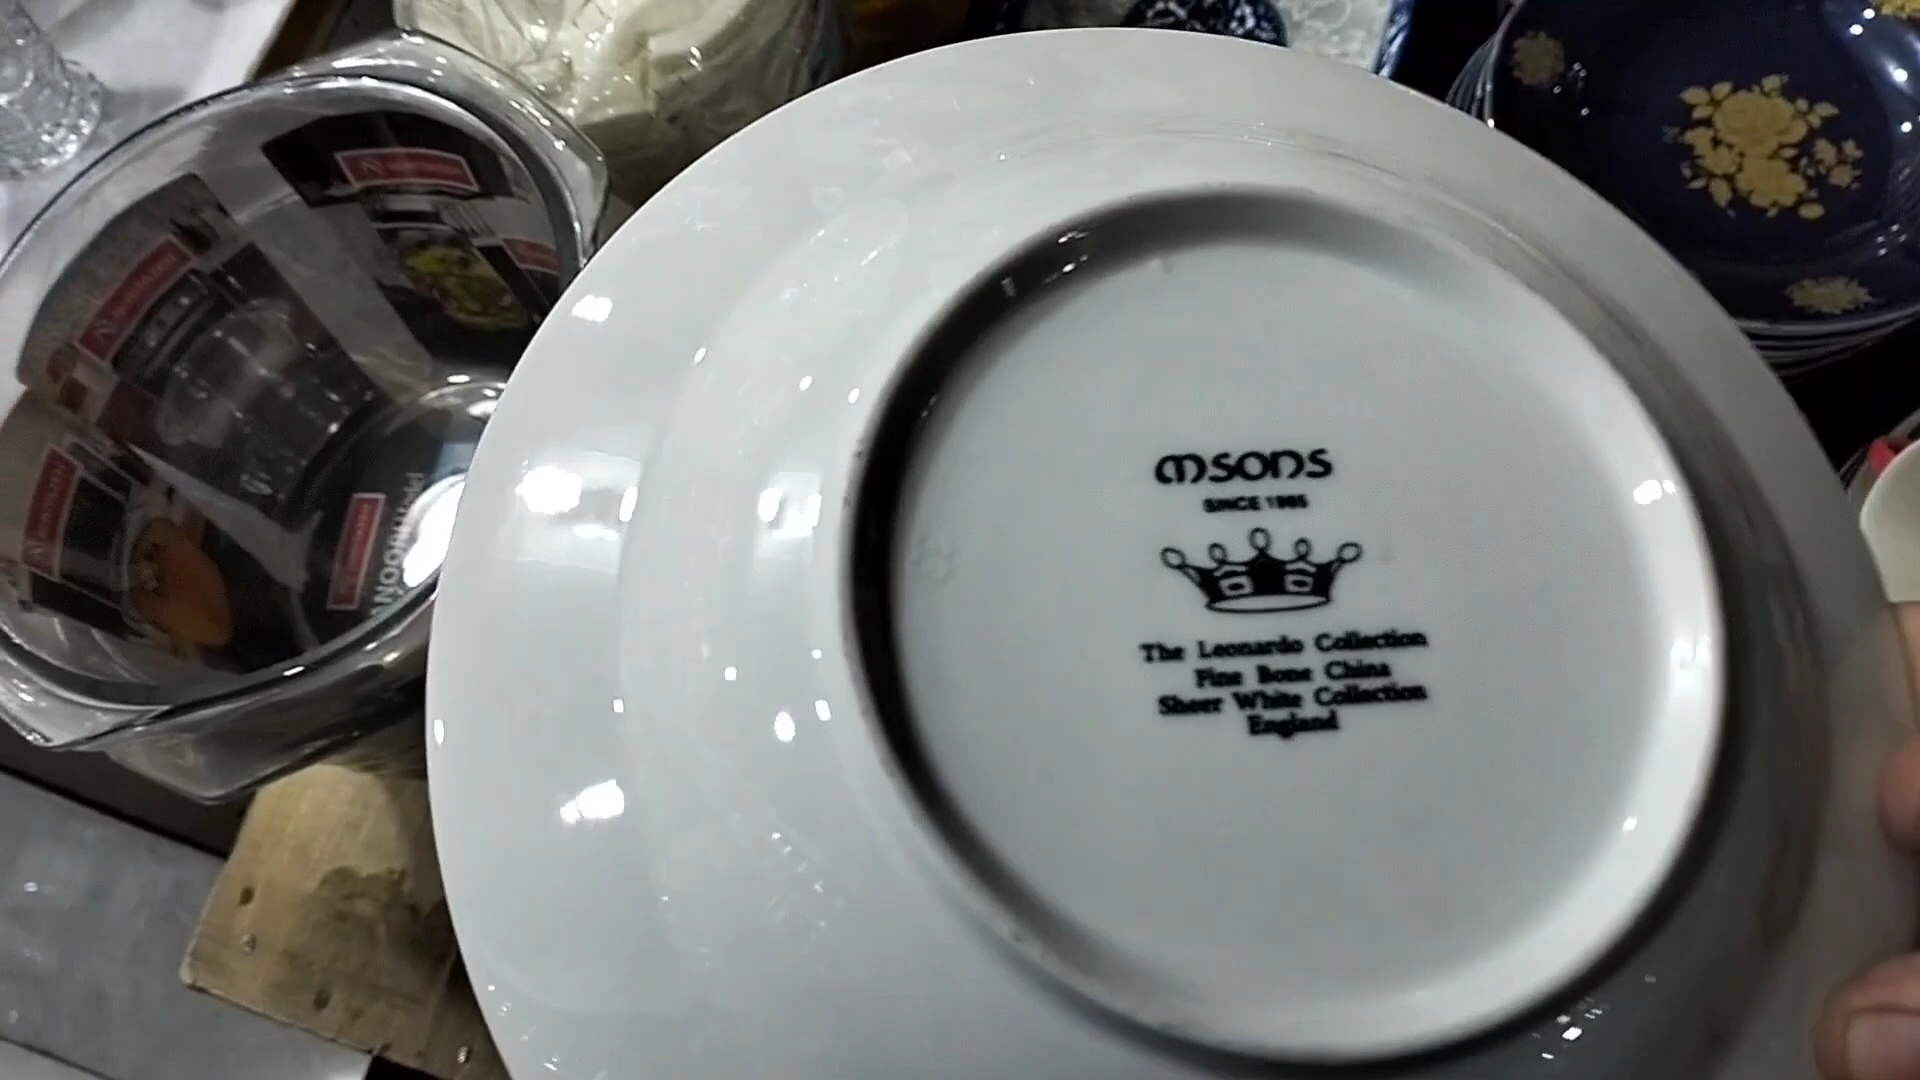 msons
SINCE 1985
The Leonardo Collection
Fine Bone China
Sheer White Collection
England